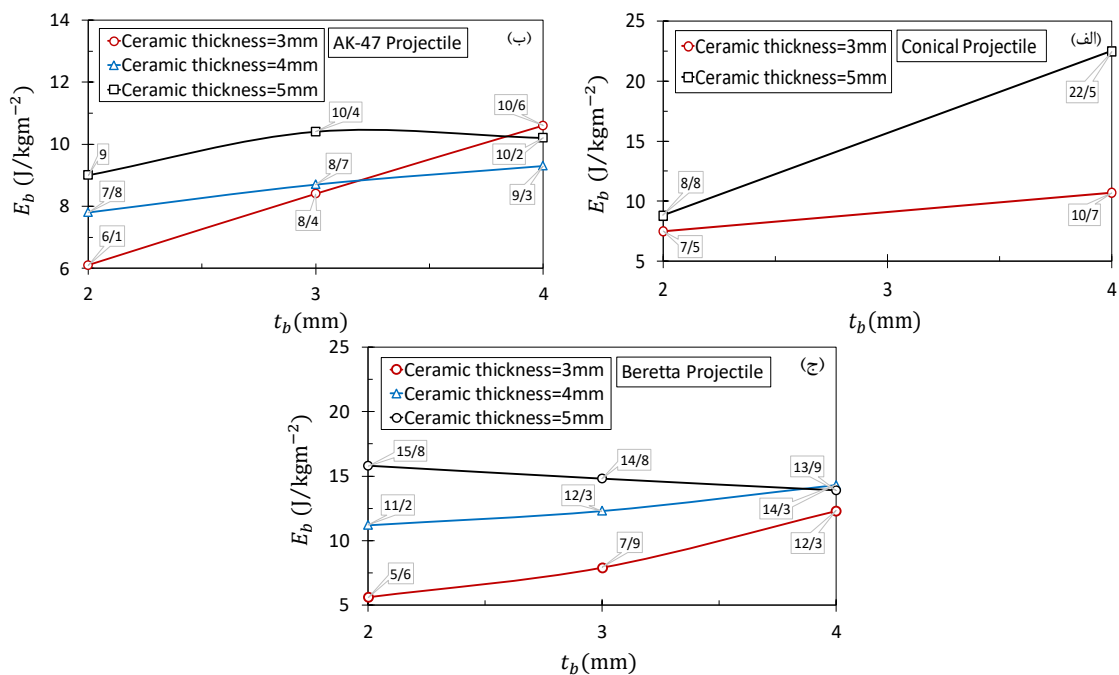 14
12
10
8
6
E_b (J/kgm⁻²)
Ceramic thickness=3mm
Ceramic thickness=4mm
Ceramic thickness=5mm
AK-47 Projectile
(ب)
9
7/8
6/1
10/4
8/7
8/4
10/6
10/2
9/3
2
3
4
t_b(mm)
25
20
15
10
5
E_b (J/kgm⁻²)
Ceramic thickness=3mm
Ceramic thickness=5mm
Conical Projectile
(الف)
8/8
7/5
22/5
10/7
2
3
4
t_b(mm)
25
20
15
10
5
E_b (J/kgm⁻²)
Ceramic thickness=3mm
Ceramic thickness=4mm
Ceramic thickness=5mm
Beretta Projectile
(ج)
15/8
11/2
5/6
14/8
12/3
7/9
13/9
14/3
12/3
2
3
4
t_b(mm)